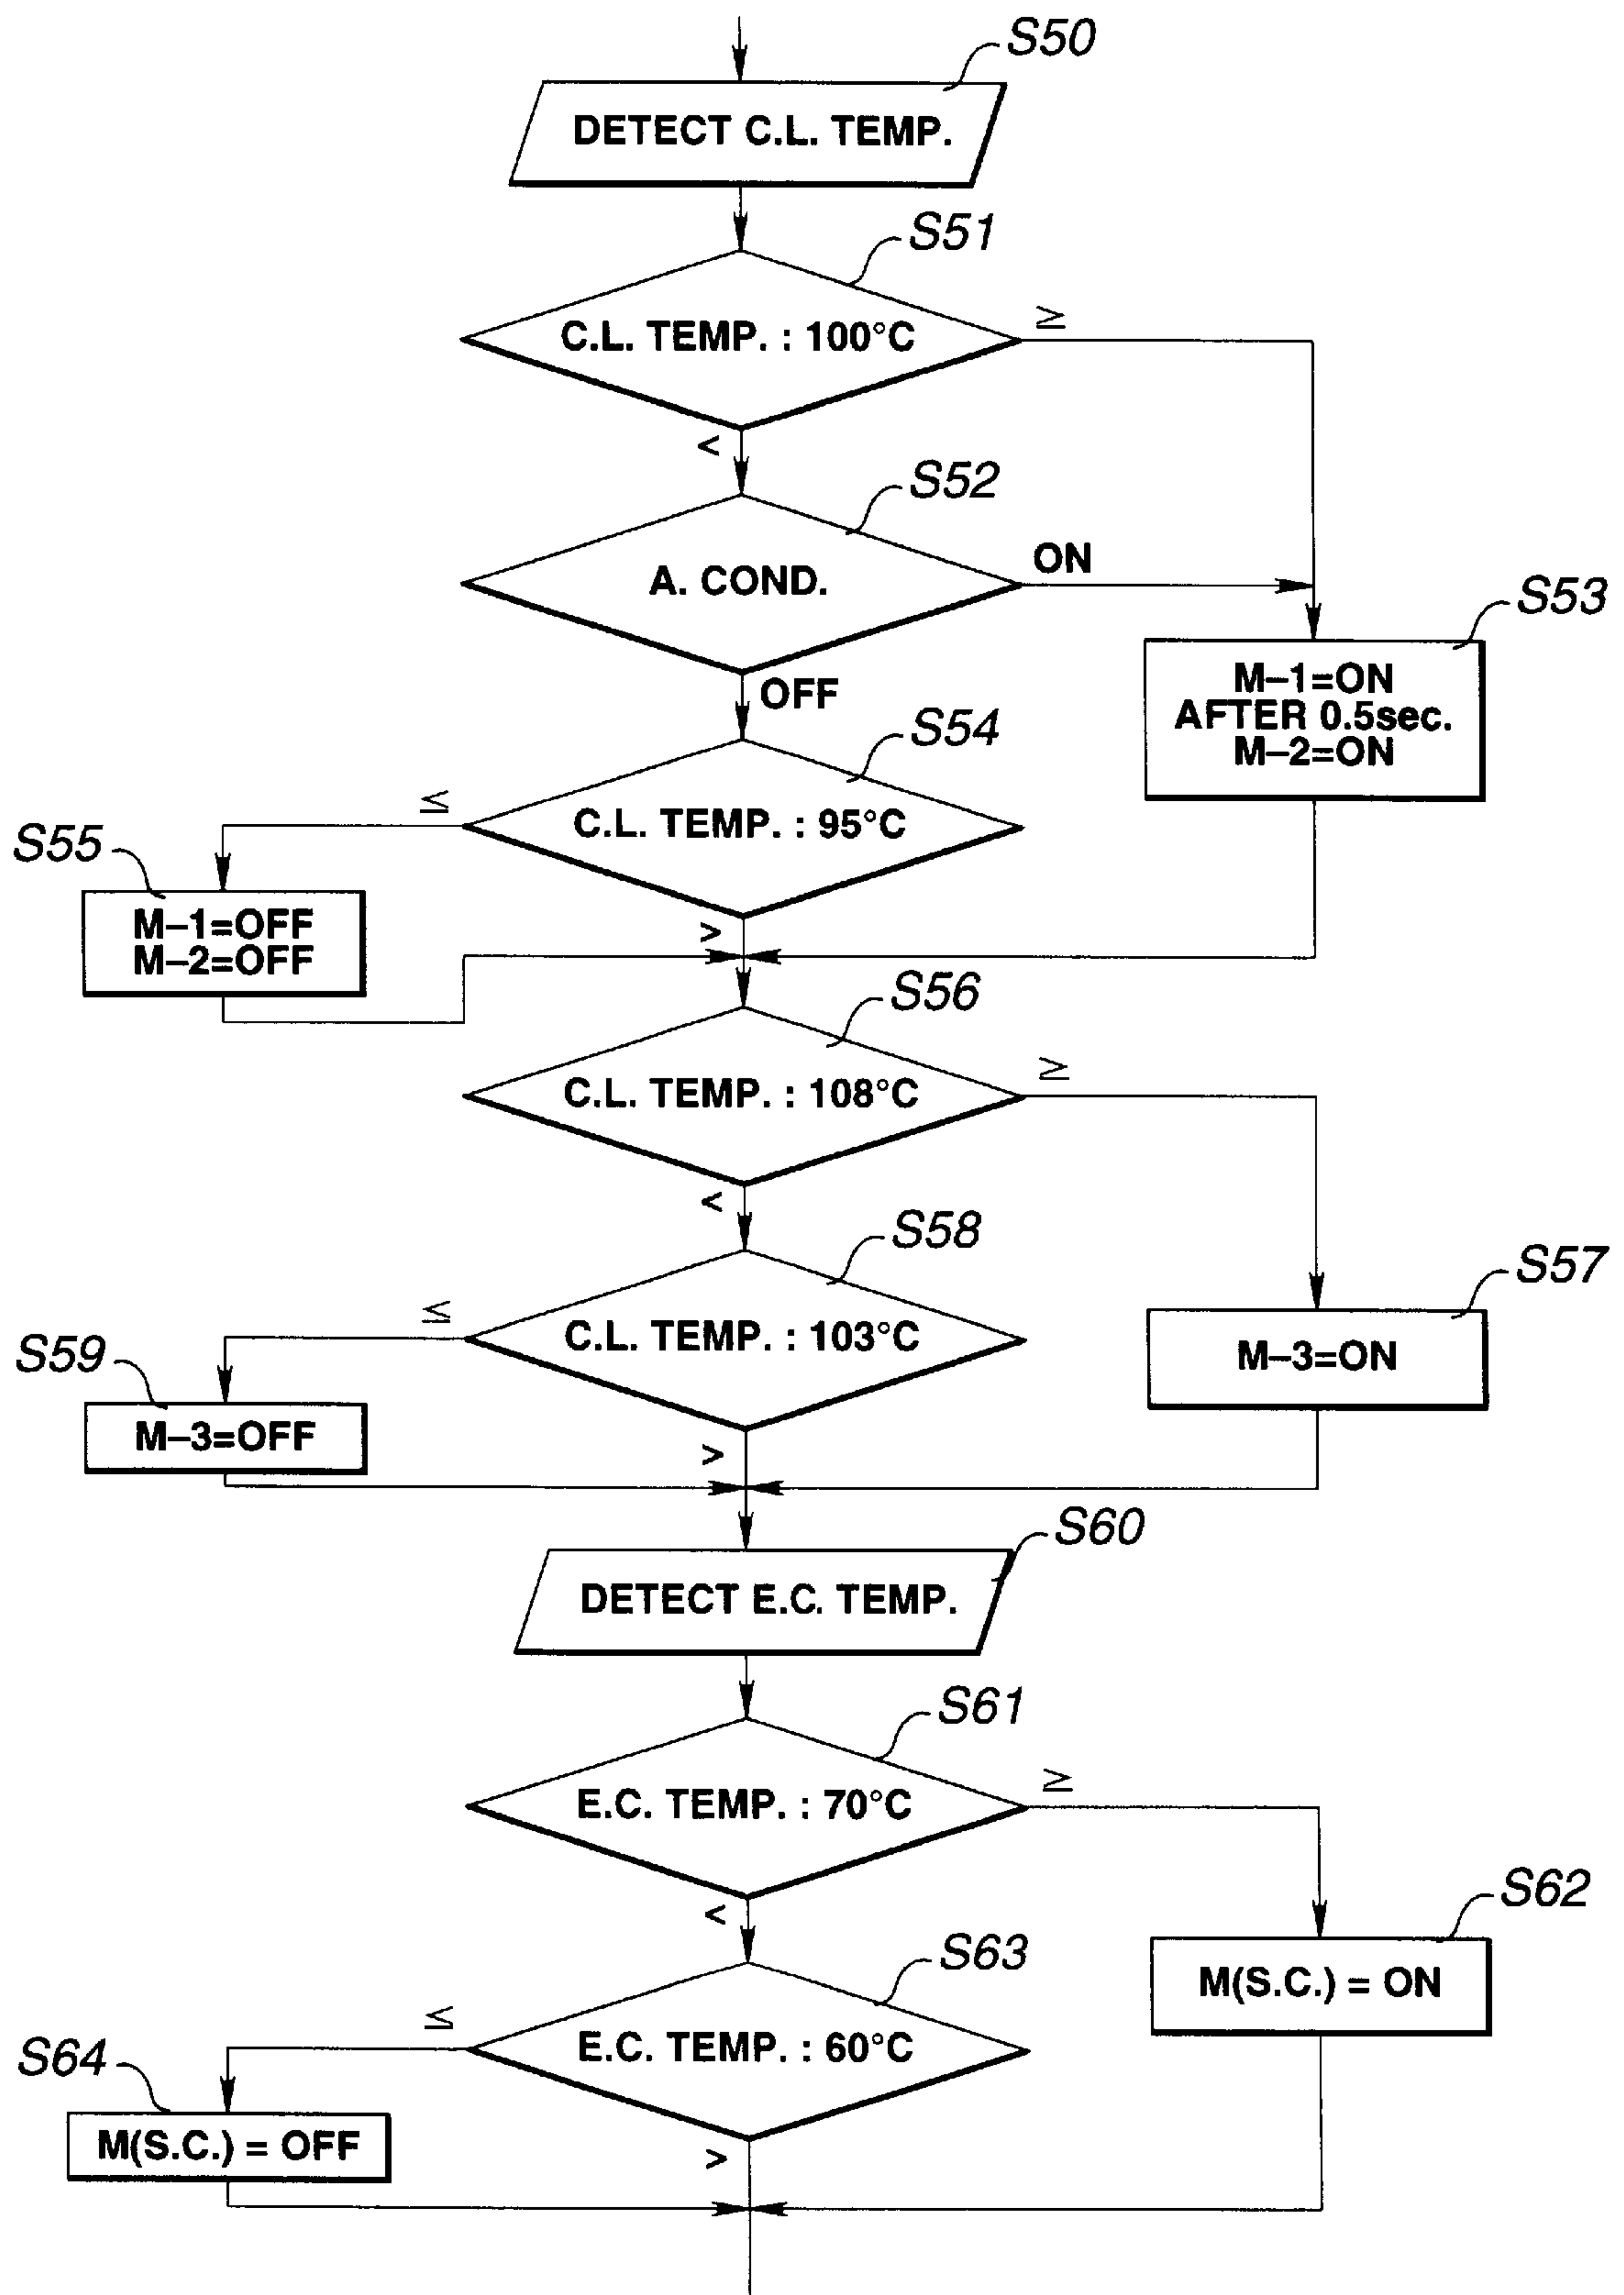 S50
DETECT C.L. TEMP.
S51
C.L. TEMP. : 100°C
≥
<
S52
A. COND.
ON
OFF
S53
M–1=ON
AFTER 0.5sec.
M–2=ON
S54
C.L. TEMP. : 95°C
≤
>
S55
M–1=OFF
M–2=OFF
S56
C.L. TEMP. : 108°C
≥
<
S57
M–3=ON
S58
C.L. TEMP. : 103°C
≤
>
S59
M–3=OFF
S60
DETECT E.C. TEMP.
S61
E.C. TEMP. : 70°C
≥
<
S62
M(S.C.) = ON
S63
E.C. TEMP. : 60°C
≤
>
S64
M(S.C.) = OFF